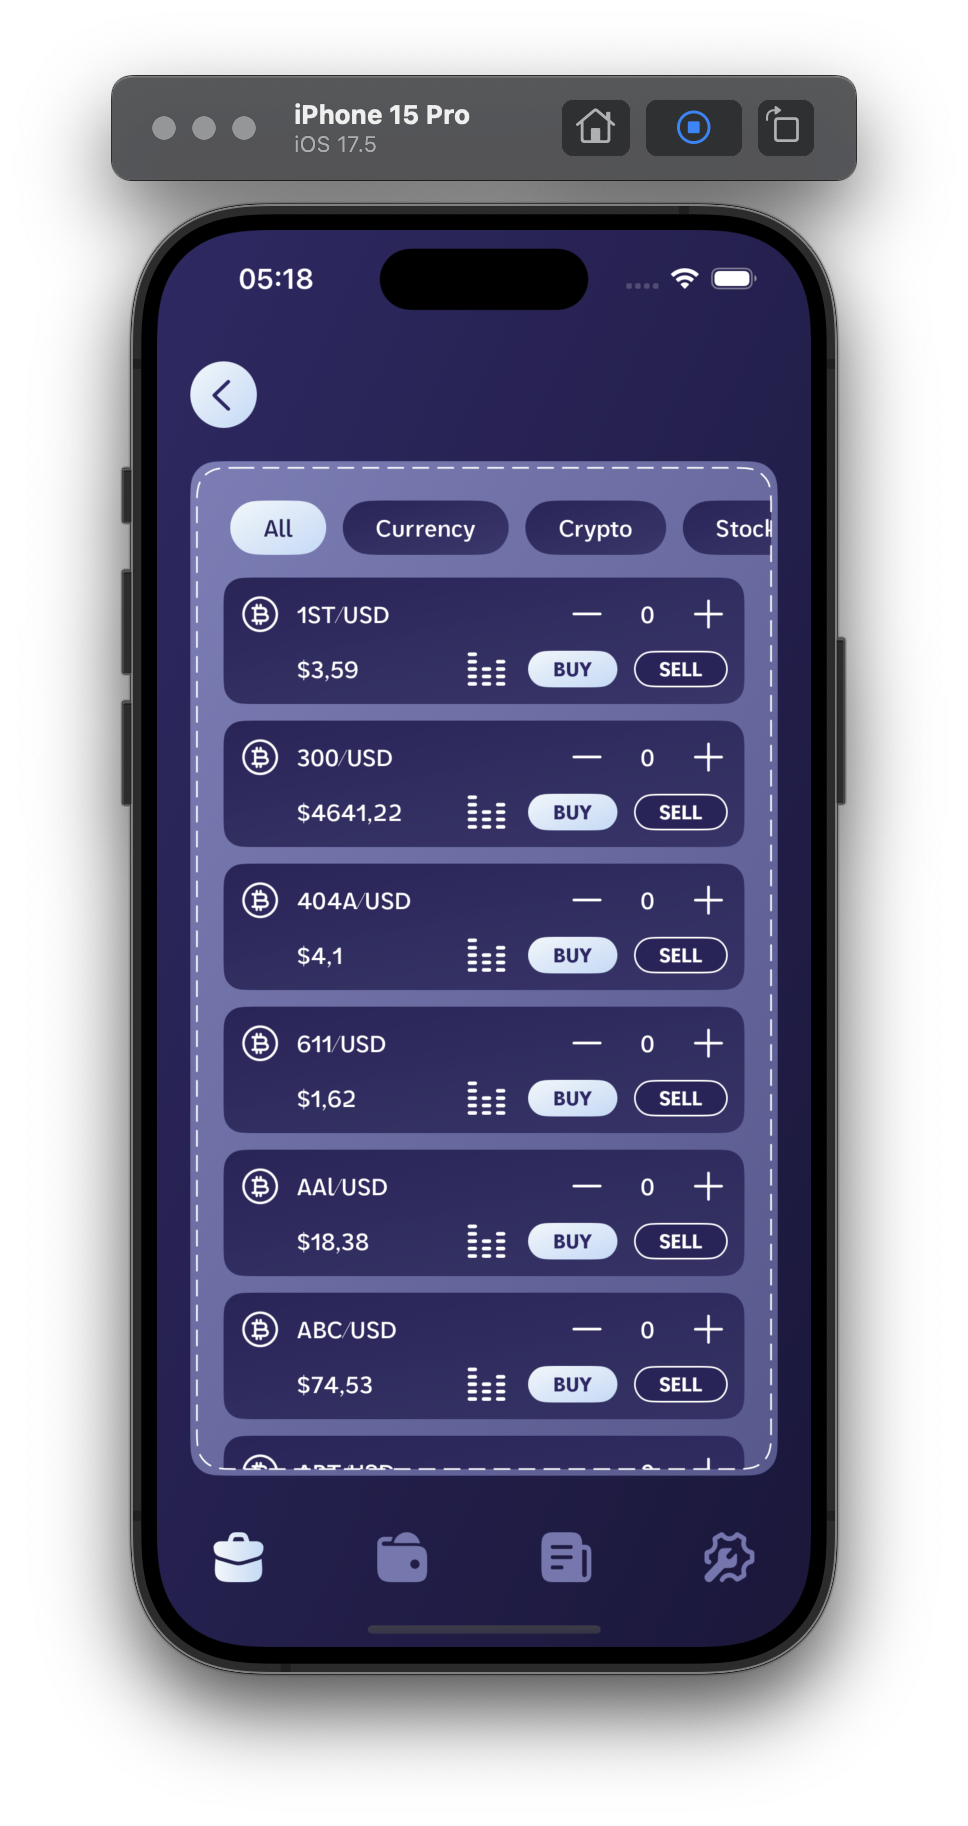 iPhone 15 Pro
iOS 17.5
05:18
All Currency Crypto Stock
1ST/USD 0
$3,59 BUY SELL
300/USD 0
$4641,22 BUY SELL
404A/USD 0
$4,1 BUY SELL
611/USD 0
$1,62 BUY SELL
AAl/USD 0
$18,38 BUY SELL
ABC/USD 0
$74,53 BUY SELL